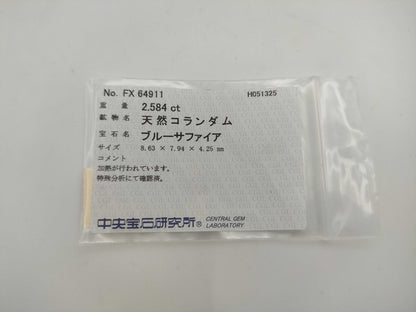 No. FX 64911 H051325
重量 2.584 ct
鉱物名 天然コランダム
宝石名 ブルーサファイア
サイズ 8.63 × 7.94 × 4.25 mm
コメント
加熱が行われています。
特殊分析にて確認済。
中央宝石研究所® CENTRAL GEM LABORATORY